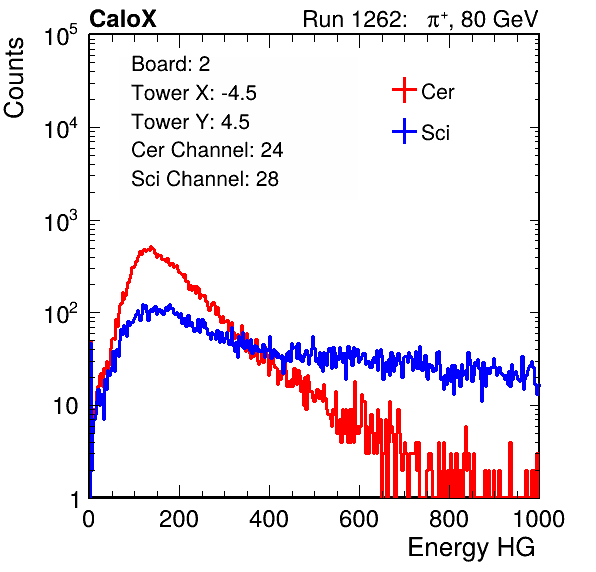 CaloX Run 1262: π⁺, 80 GeV
Counts
10⁵
10⁴
10³
10²
10
1
Board: 2
Tower X: -4.5
Tower Y: 4.5
Cer Channel: 24
Sci Channel: 28
Cer
Sci
0 200 400 600 800 1000
Energy HG